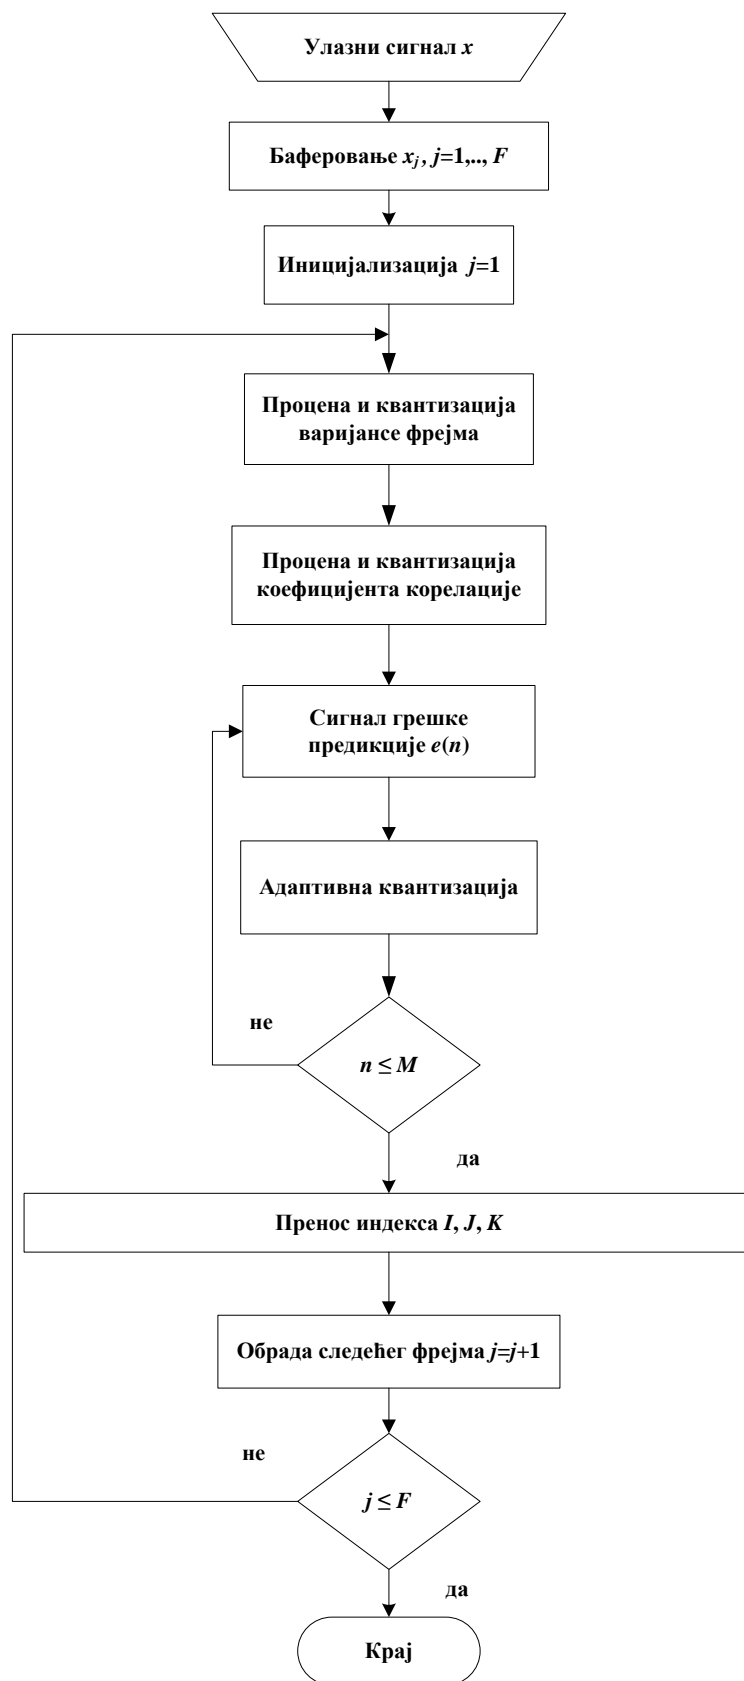 Улазни сигнал x
Баферовање xⱼ, j=1,.., F
Иницијализација j=1
Процена и квантизација
варијансе фрејма
Процена и квантизација
коефицијента корелације
Сигнал грешке
предикције e(n)
Адаптивна квантизација
не
n ≤ M
да
Пренос индекса I, J, K
Обрада следећег фрејма j=j+1
не
j ≤ F
да
Крај